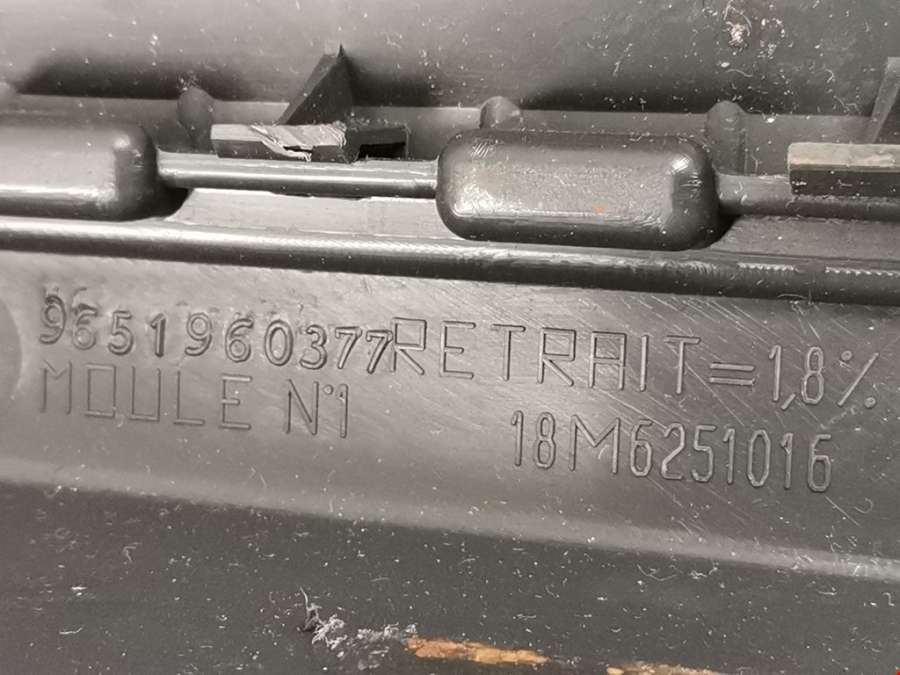 9651960377 RETRAIT=1,8%
MOULE N°1 18M6251016